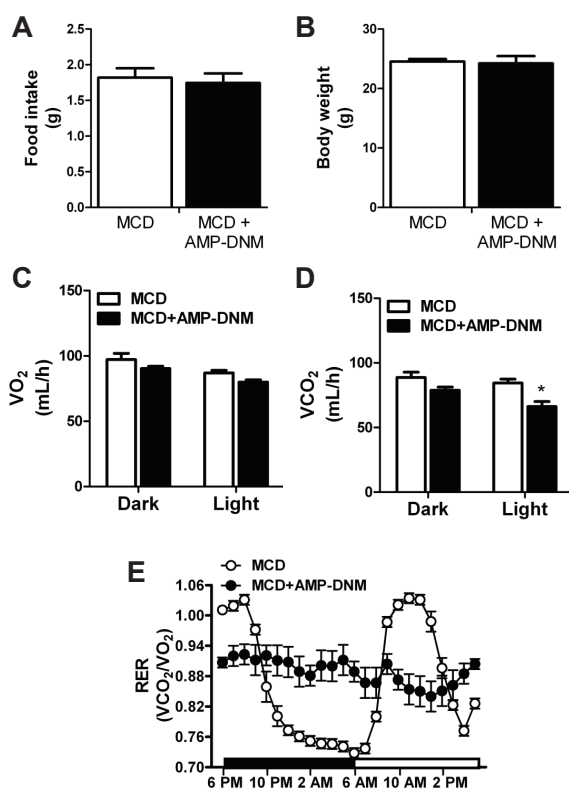 A
Food intake
(g)
2.5
2.0
1.5
1.0
0.5
0.0
MCD
MCD +
AMP-DNM
B
Body weight
(g)
30
20
10
0
MCD
MCD +
AMP-DNM
C
MCD
MCD+AMP-DNM
VO2
(mL/h)
150
100
50
0
Dark
Light
D
MCD
MCD+AMP-DNM
VCO2
(mL/h)
150
100
50
0
*
Dark
Light
E
MCD
MCD+AMP-DNM
RER
(VCO2/VO2)
1.06
1.00
0.94
0.88
0.82
0.76
0.70
6 PM 10 PM 2 AM 6 AM 10 AM 2 PM